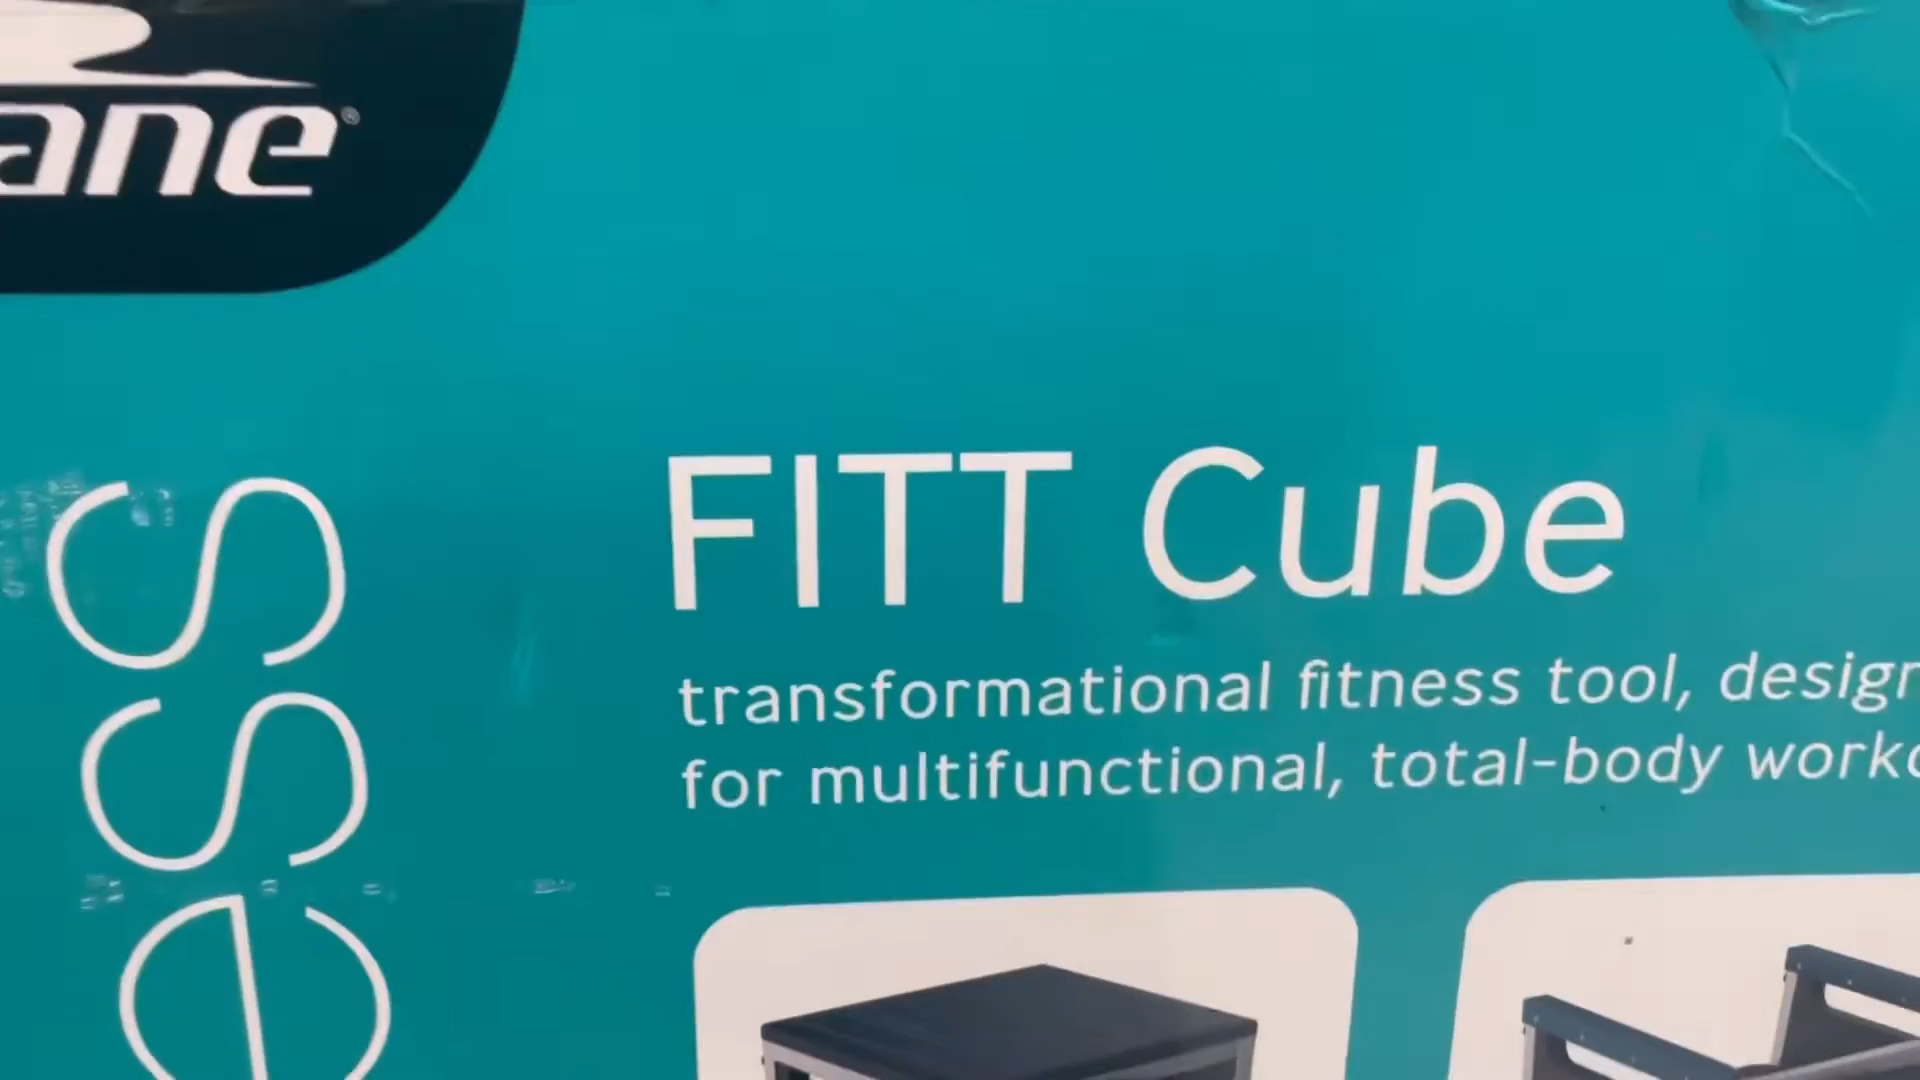 ane®
FITT Cube
transformational fitness tool, design
for multifunctional, total-body worko
ess